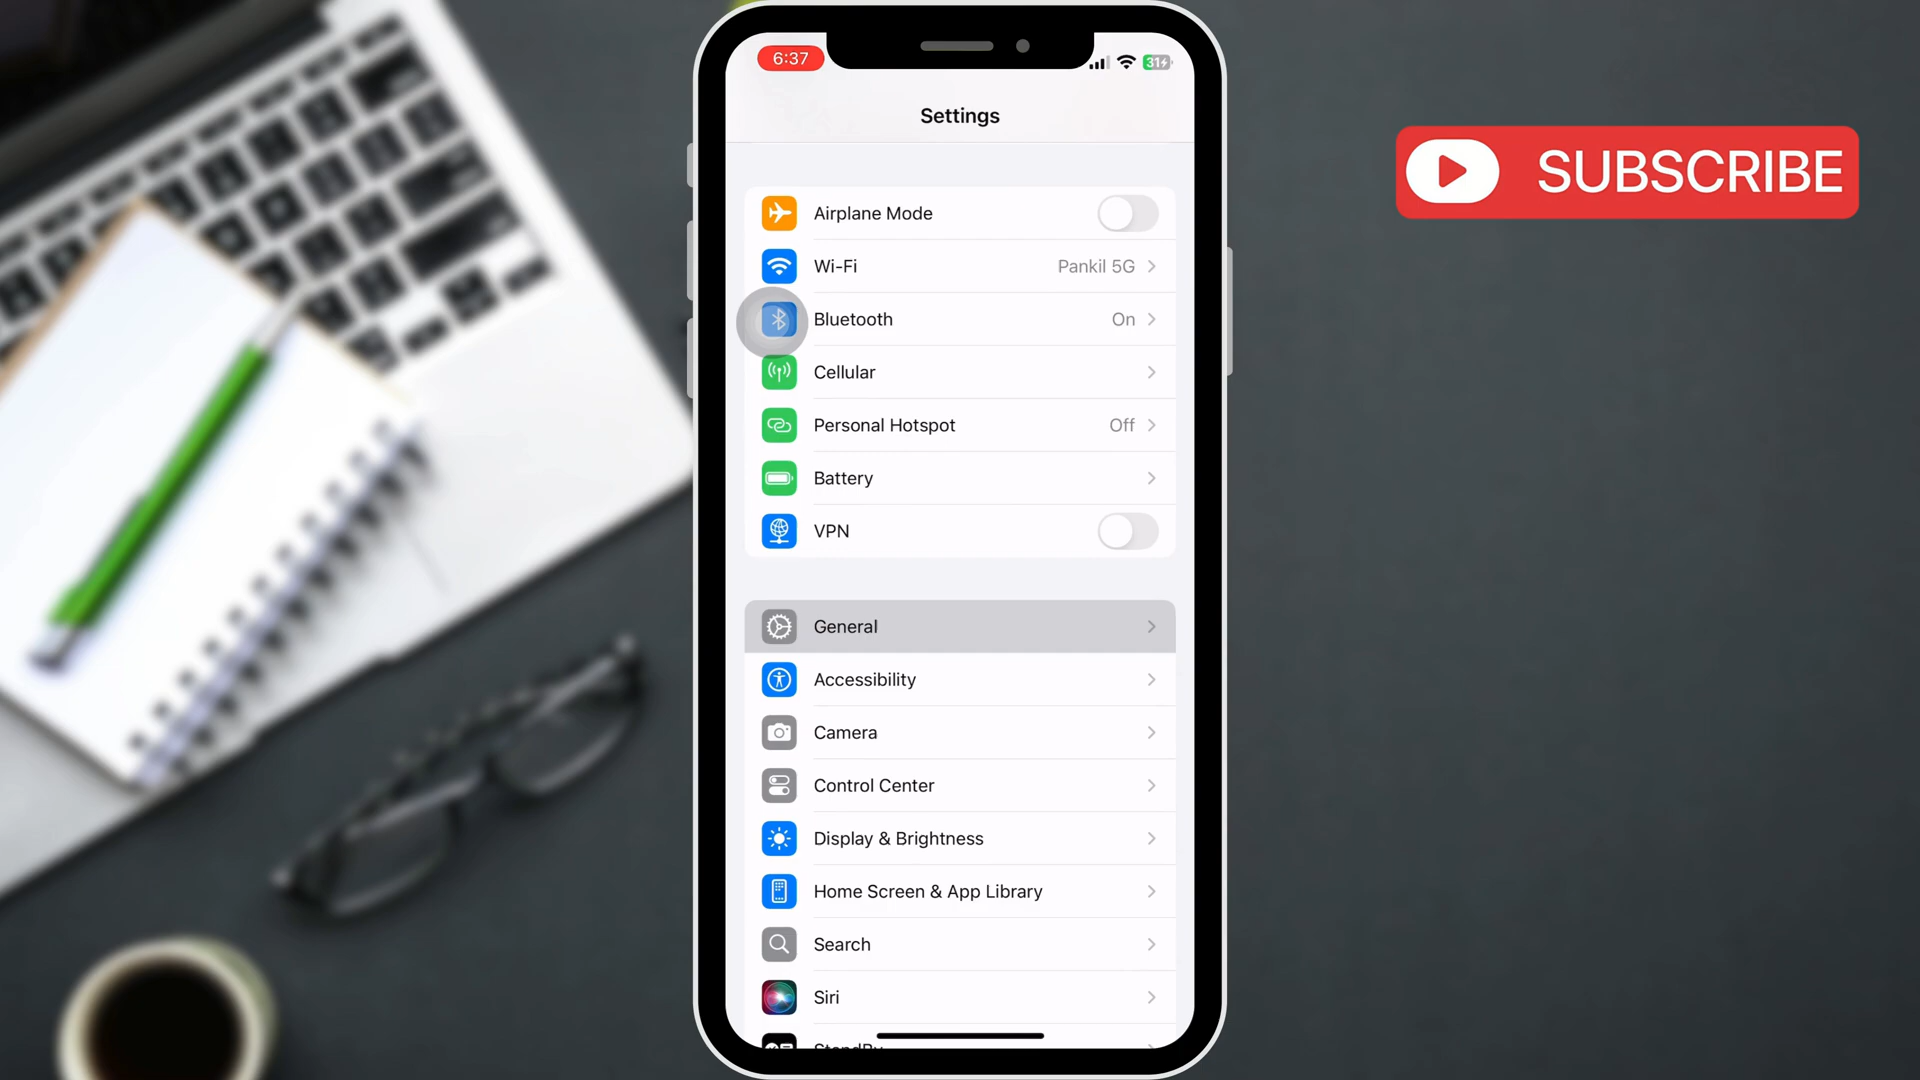 6:37
31
Settings
SUBSCRIBE
Airplane Mode
Wi-Fi
Pankil 5G
Bluetooth
On
Cellular
Personal Hotspot
Off
Battery
VPN
General
Accessibility
Camera
Control Center
Display & Brightness
Home Screen & App Library
Search
Siri
StandBy